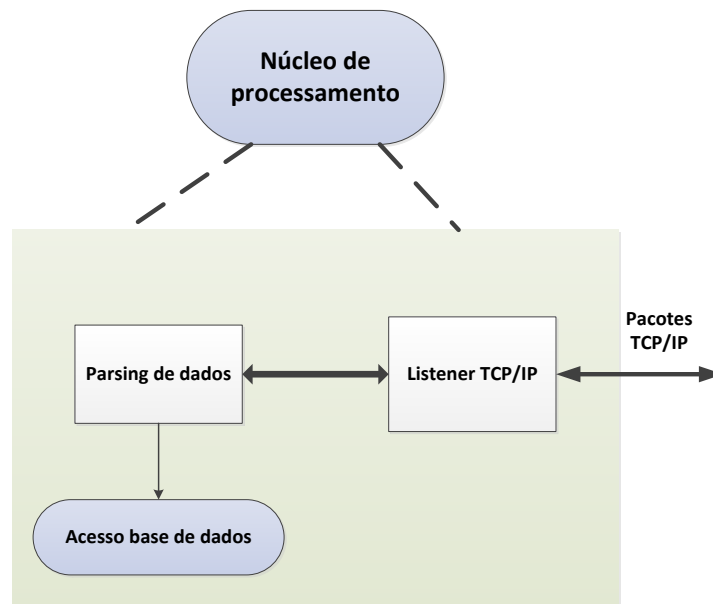 Núcleo de
processamento
Pacotes
TCP/IP
Parsing de dados
Listener TCP/IP
Acesso base de dados